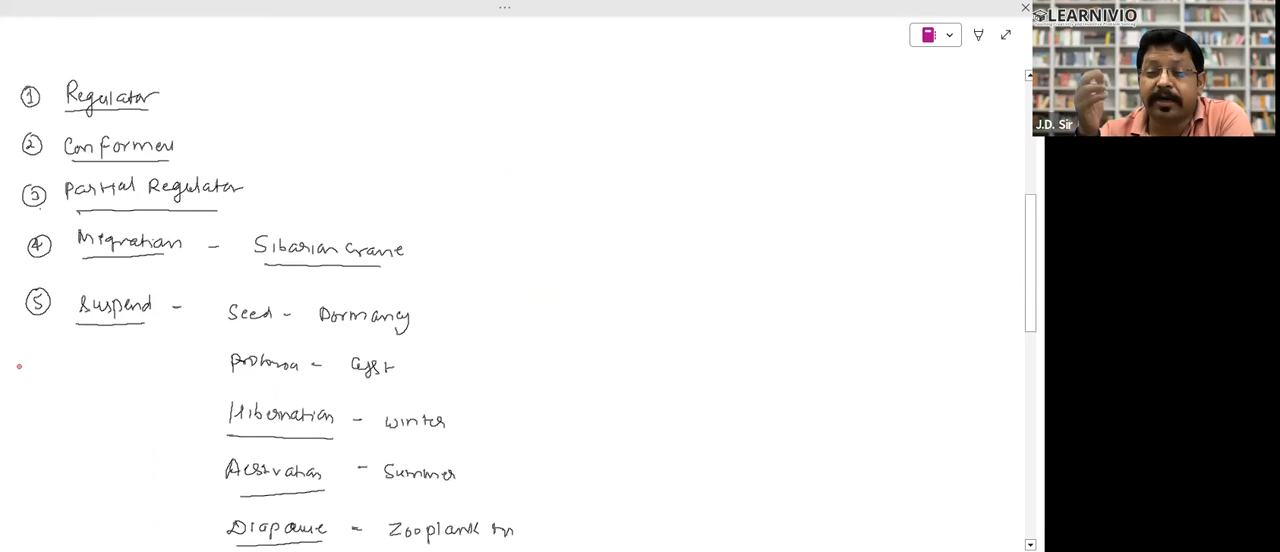 LEARNIVIO
J.D. Sir
① Regulator
② Conformer
③ Partial Regulator
④ Migration - Sibarian Crane
⑤ Suspend - Seed - Dormancy
Protozoa - Cyst
Hibernation - Winter
Aestivation - Summer
Diapause - Zooplankton